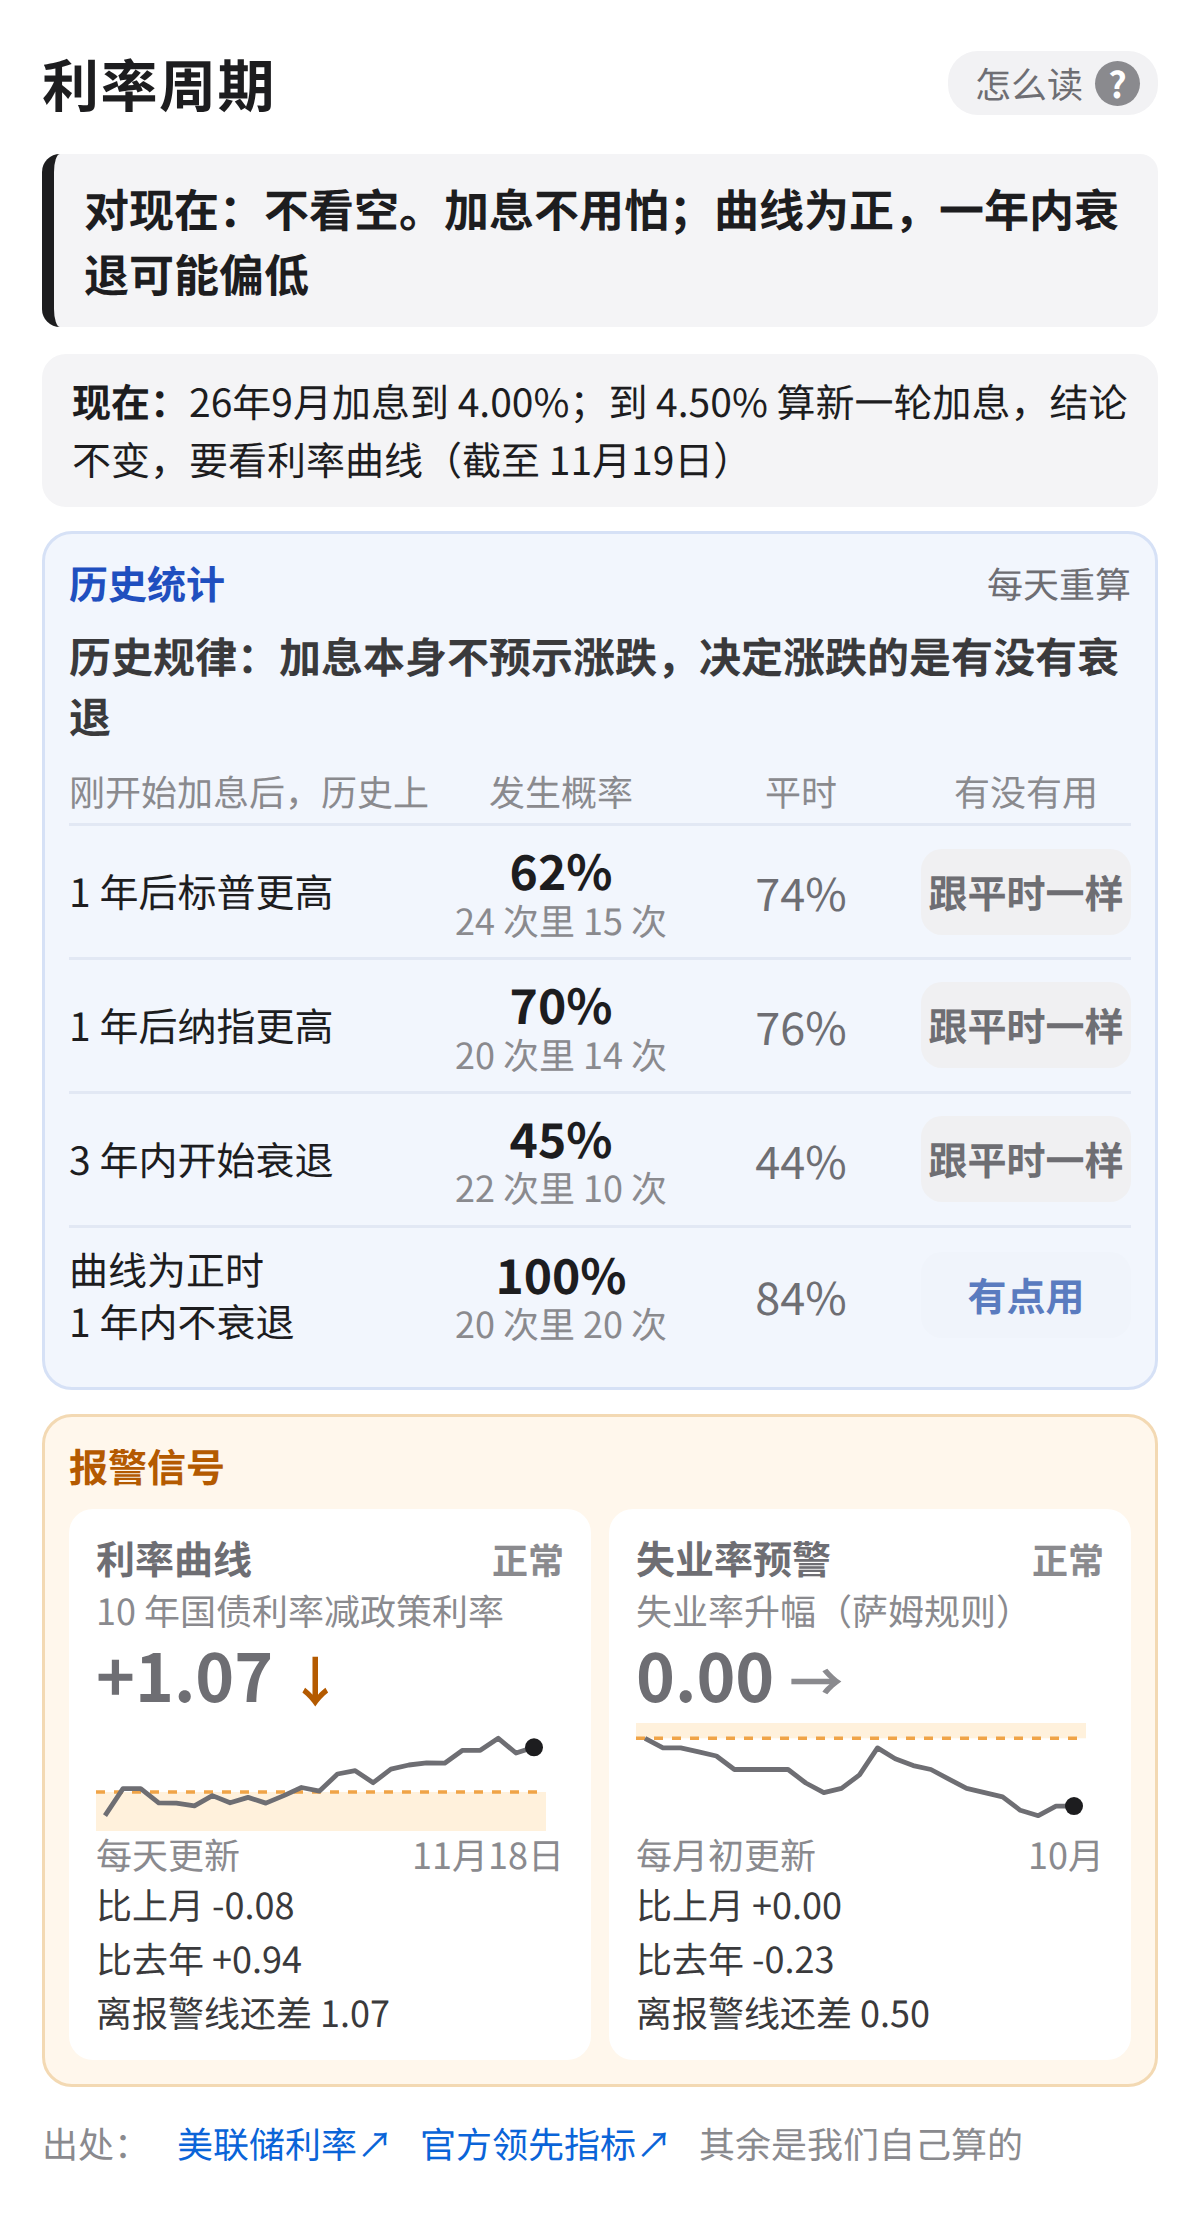 利率周期
怎么读 ?
对现在：不看空。加息不用怕；曲线为正，一年内衰
退可能偏低
现在：26年9月加息到 4.00%；到 4.50% 算新一轮加息，结论
不变，要看利率曲线（截至 11月19日）
历史统计 每天重算
历史规律：加息本身不预示涨跌，决定涨跌的是有没有衰
退
刚开始加息后，历史上 发生概率 平时 有没有用
1 年后标普更高 62% 74% 跟平时一样
24 次里 15 次
1 年后纳指更高 70% 76% 跟平时一样
20 次里 14 次
3 年内开始衰退 45% 44% 跟平时一样
22 次里 10 次
曲线为正时
1 年内不衰退 100% 84% 有点用
20 次里 20 次
报警信号
利率曲线 正常
10 年国债利率减政策利率
+1.07 ↓
每天更新 11月18日
比上月 -0.08
比去年 +0.94
离报警线还差 1.07
失业率预警 正常
失业率升幅（萨姆规则）
0.00 →
每月初更新 10月
比上月 +0.00
比去年 -0.23
离报警线还差 0.50
出处： 美联储利率↗ 官方领先指标↗ 其余是我们自己算的